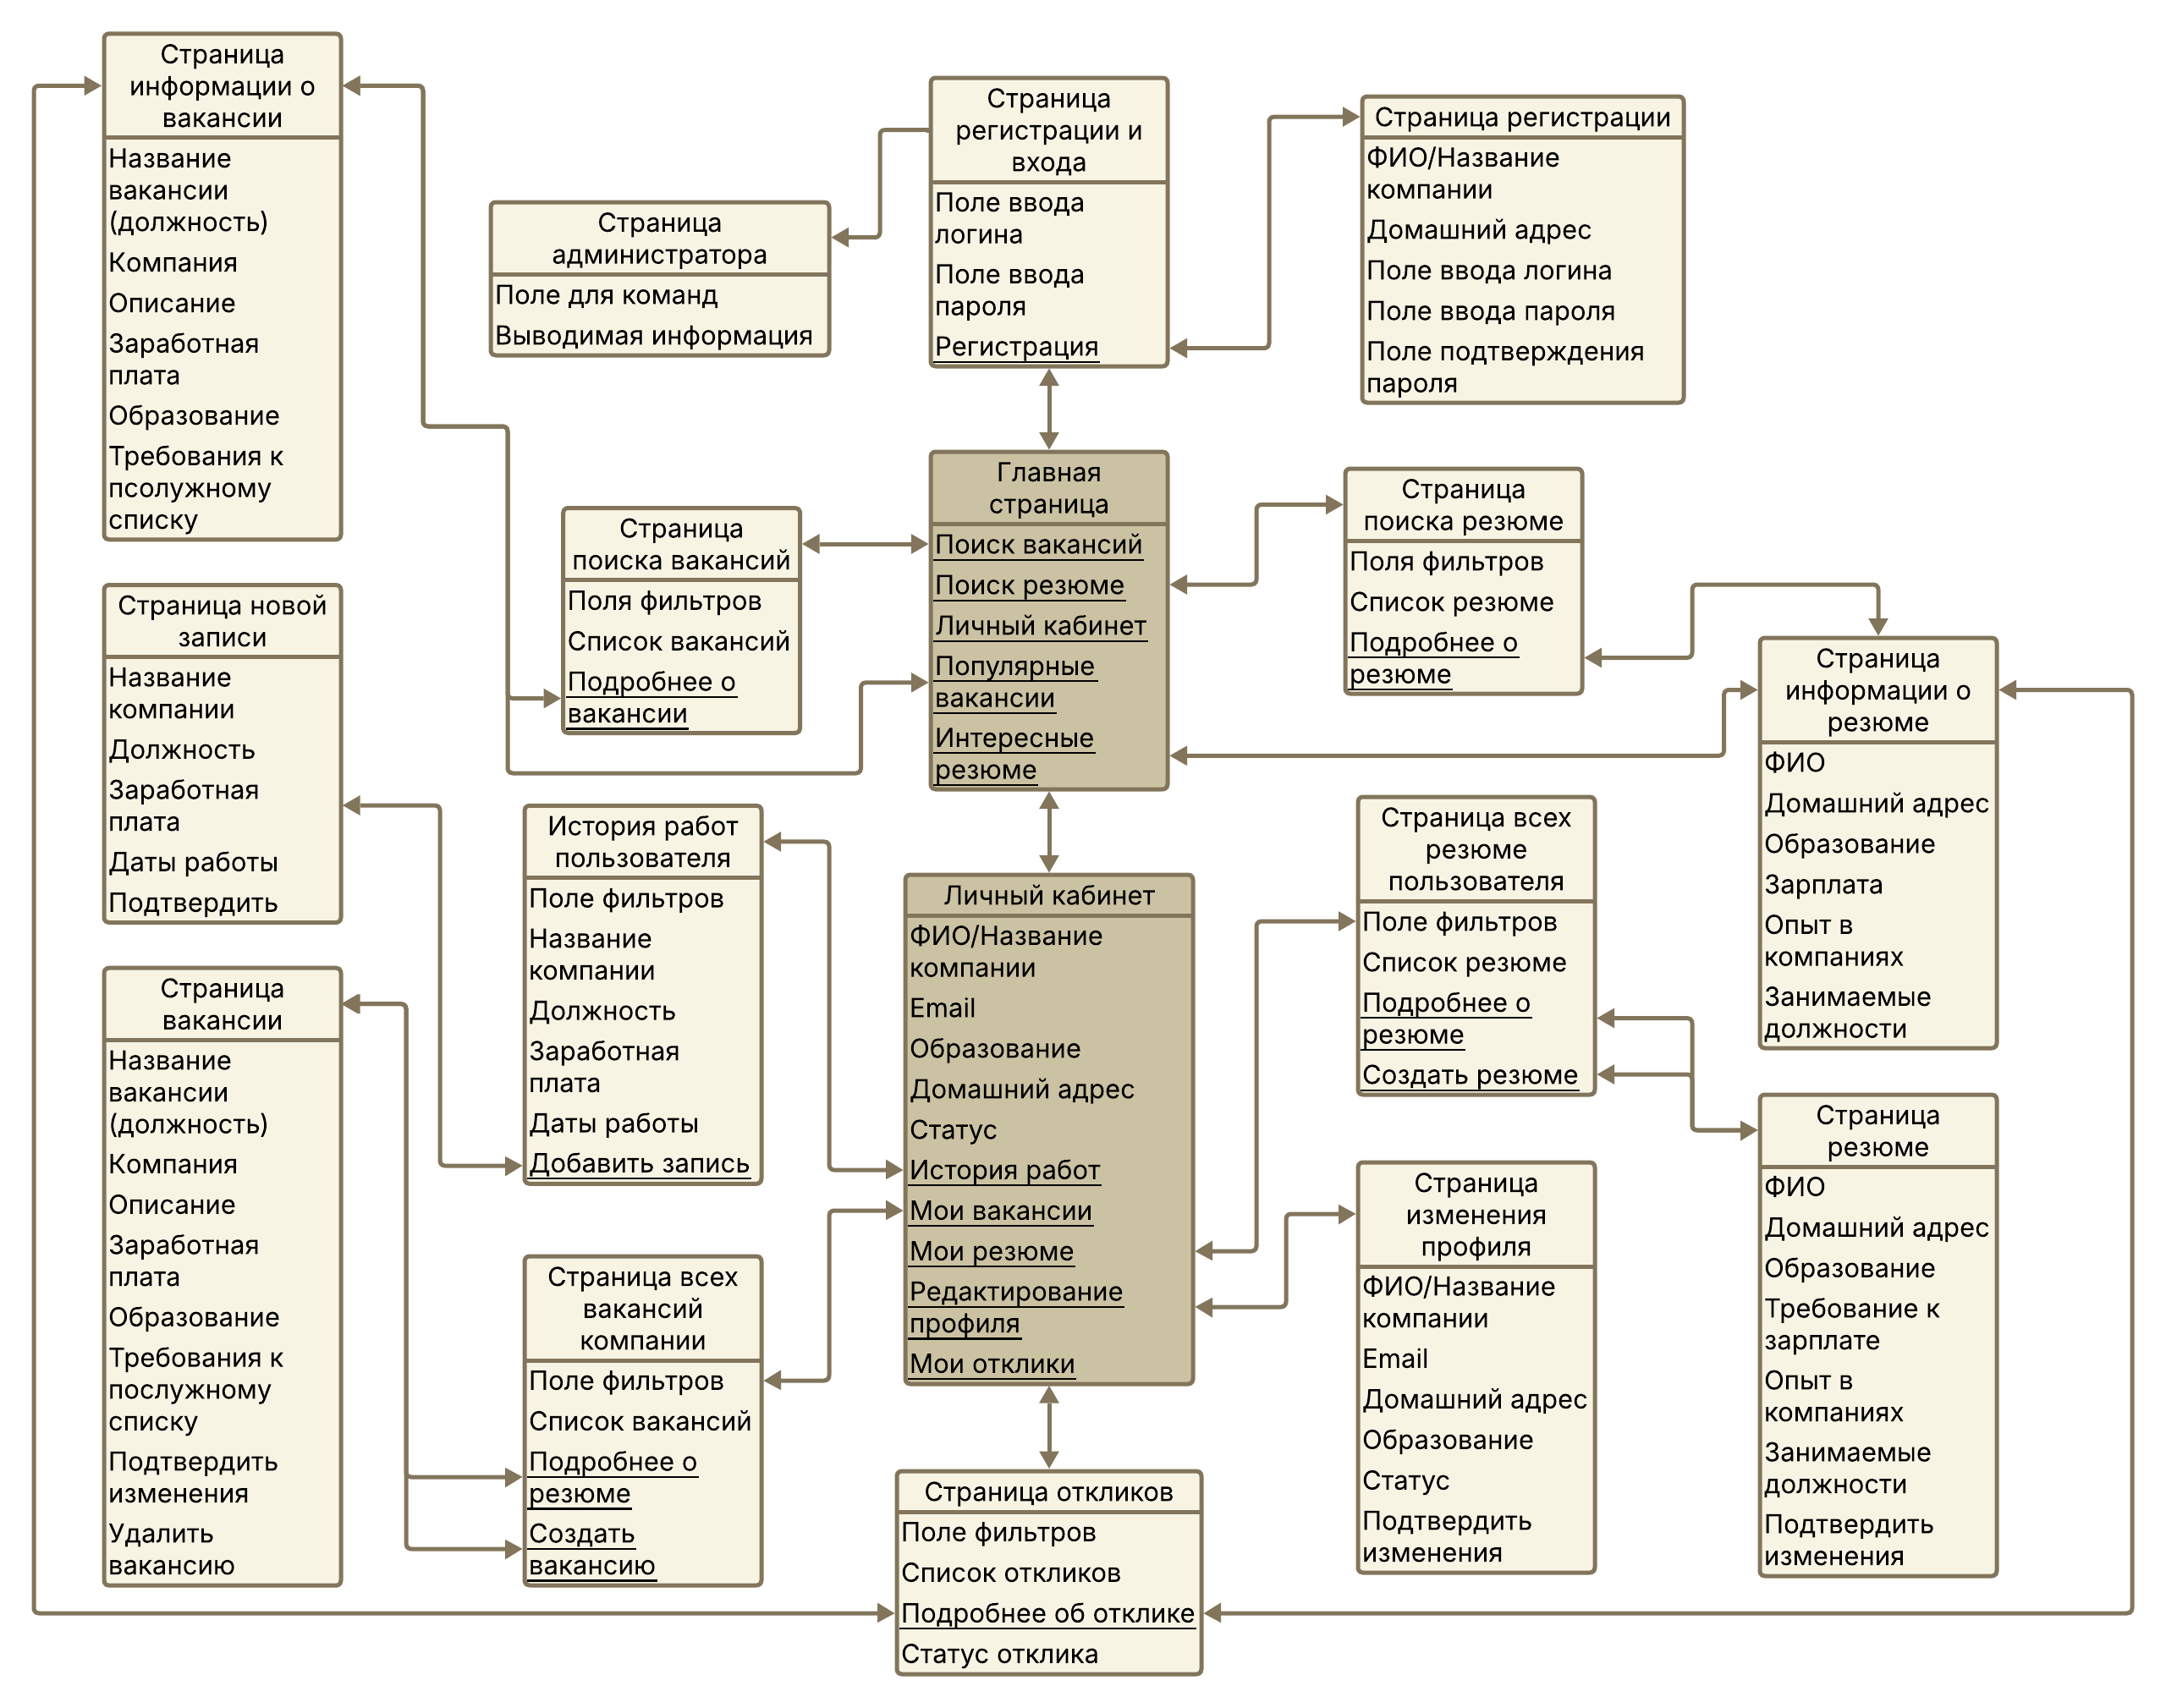 Страница
информации о
вакансии
Название
вакансии
(должность)
Компания
Описание
Заработная
плата
Образование
Требования к
псолужному
списку
Страница
регистрации и
входа
Поле ввода
логина
Поле ввода
пароля
Регистрация
Страница регистрации
ФИО/Название
компании
Домашний адрес
Поле ввода логина
Поле ввода пароля
Поле подтверждения
пароля
Страница
администратора
Поле для команд
Выводимая информация
Главная
страница
Поиск вакансий
Поиск резюме
Личный кабинет
Популярные
вакансии
Интересные
резюме
Страница
поиска резюме
Поля фильтров
Список резюме
Подробнее о
резюме
Страница
поиска вакансий
Поля фильтров
Список вакансий
Подробнее о
вакансии
Страница новой
записи
Название
компании
Должность
Заработная
плата
Даты работы
Подтвердить
Страница
информации о
резюме
ФИО
Домашний адрес
Образование
Зарплата
Опыт в
компаниях
Занимаемые
должности
История работ
пользователя
Поле фильтров
Название
компании
Должность
Заработная
плата
Даты работы
Добавить запись
Страница всех
резюме
пользователя
Поле фильтров
Список резюме
Подробнее о
резюме
Создать резюме
Личный кабинет
ФИО/Название
компании
Email
Образование
Домашний адрес
Статус
История работ
Мои вакансии
Мои резюме
Редактирование
профиля
Мои отклики
Страница
вакансии
Название
вакансии
(должность)
Компания
Описание
Заработная
плата
Образование
Требования к
послужному
списку
Подтвердить
изменения
Удалить
вакансию
Страница
резюме
ФИО
Домашний адрес
Образование
Требование к
зарплате
Опыт в
компаниях
Занимаемые
должности
Подтвердить
изменения
Страница
изменения
профиля
ФИО/Название
компании
Email
Домашний адрес
Образование
Статус
Подтвердить
изменения
Страница всех
вакансий
компании
Поле фильтров
Список вакансий
Подробнее о
резюме
Создать
вакансию
Страница откликов
Поле фильтров
Список откликов
Подробнее об отклике
Статус отклика